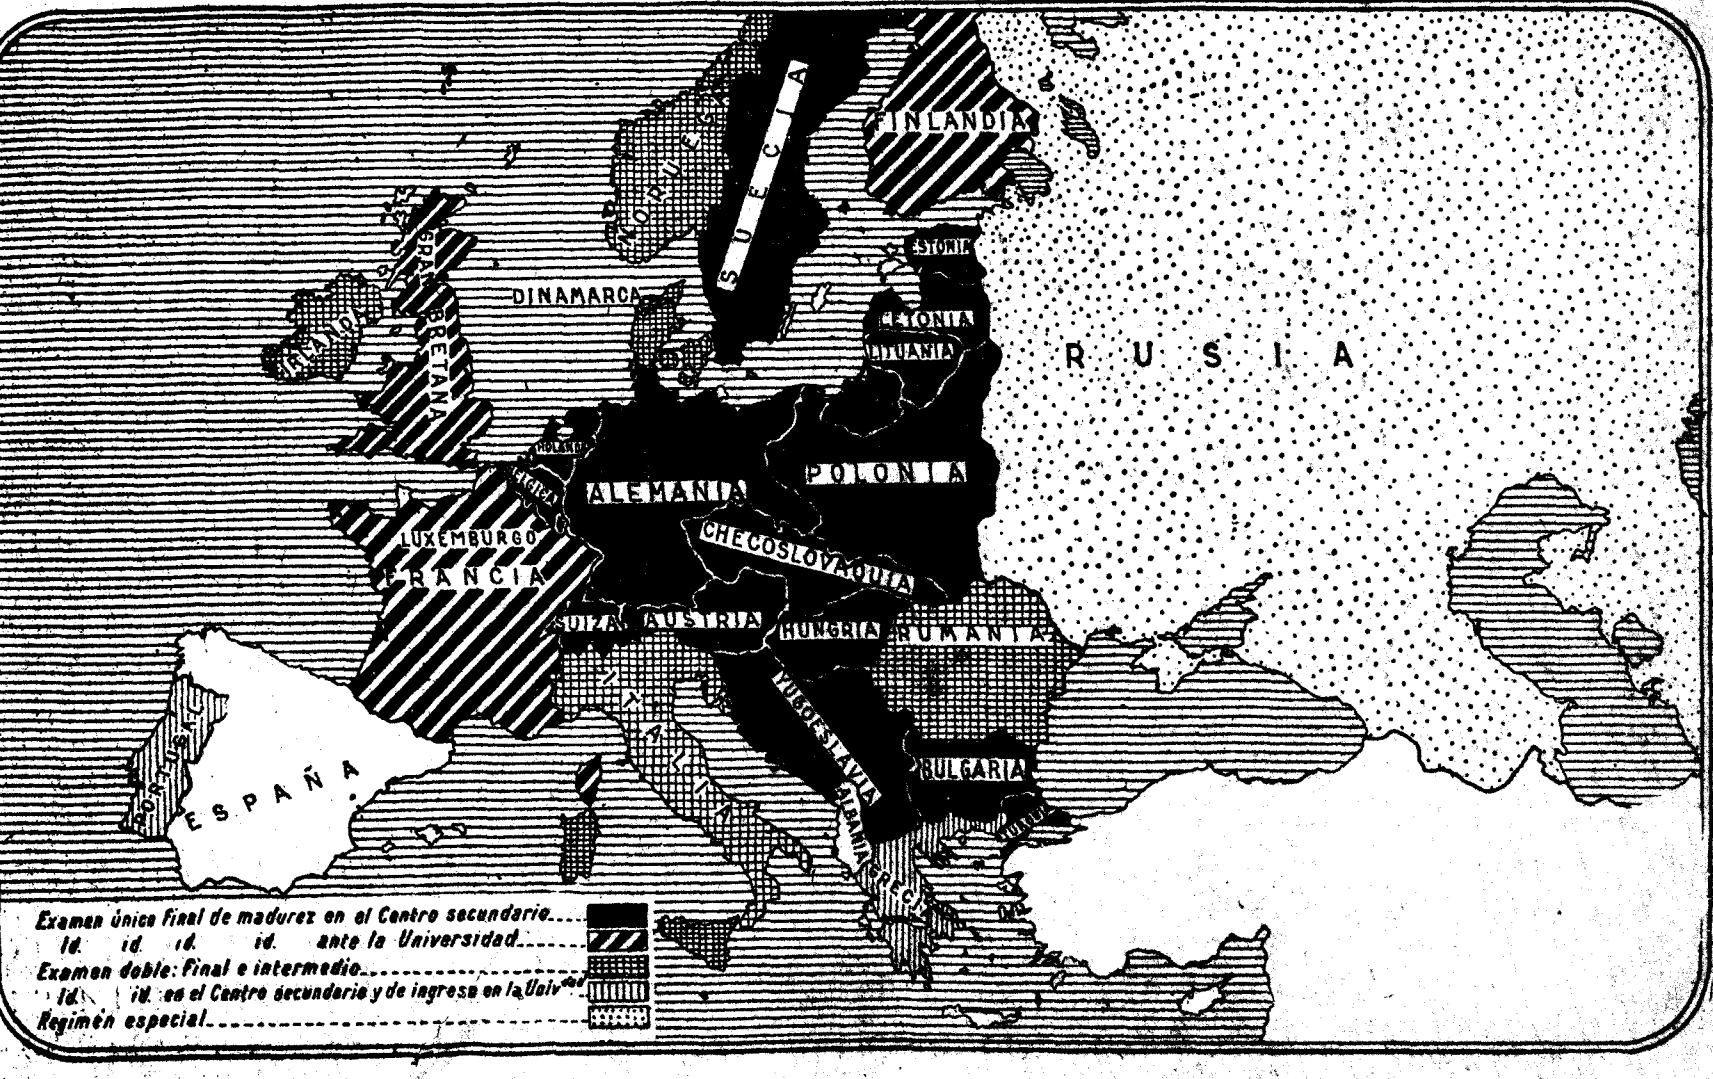 SUECIA
FINLANDIA
NORUEGA
ESTONIA
GRAN BRETAÑA
DINAMARCA
IRLANDA
LETONIA
LITUANIA
RUSIA
HOLANDA
BELGICA
ALEMANIA
POLONIA
LUXEMBURGO
CHECOSLOVAQUIA
FRANCIA
SUIZA
AUSTRIA
HUNGRIA
RUMANIA
ITALIA
YUGOESLAVIA
PORTUGAL
ESPAÑA
BULGARIA
ALBANIA
TURQUIA
GRECIA
Examen único Final de madurez en el Centro secundario
Id. id. id. id. ante la Universidad
Examen doble: Final e intermedio
Id. id. en el Centro secundario y de ingreso en la Univdad
Regimen especial